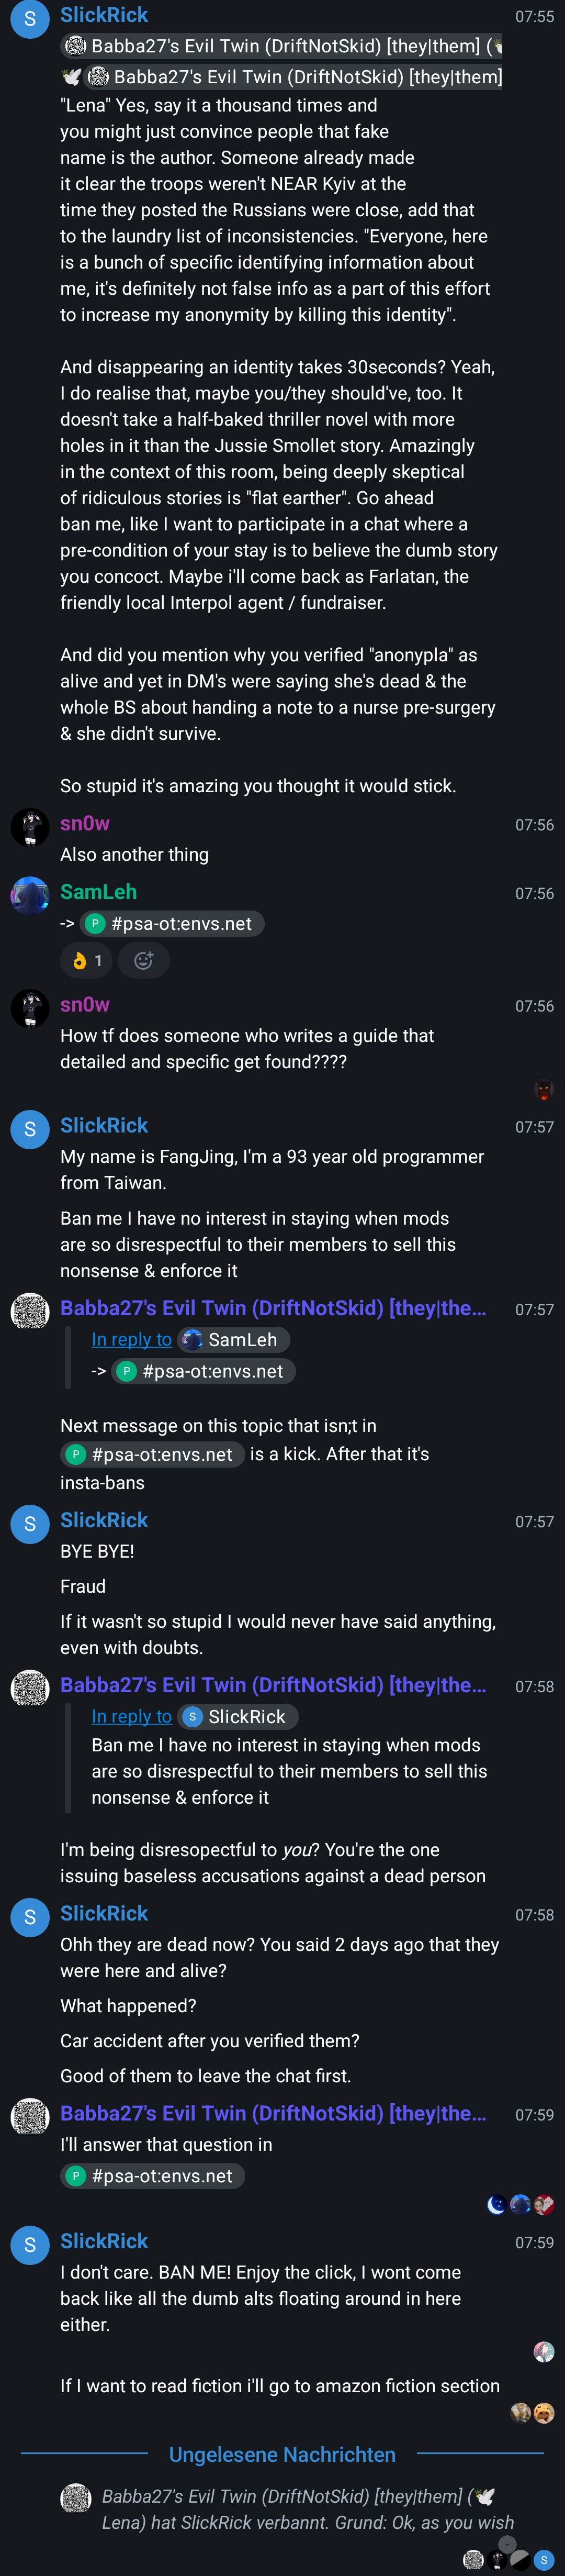 S
SlickRick
07:55
Babba27's Evil Twin (DriftNotSkid) [they|them] (🕊
🕊 Babba27's Evil Twin (DriftNotSkid) [they|them]
"Lena" Yes, say it a thousand times and
you might just convince people that fake
name is the author. Someone already made
it clear the troops weren't NEAR Kyiv at the
time they posted the Russians were close, add that
to the laundry list of inconsistencies. "Everyone, here
is a bunch of specific identifying information about
me, it's definitely not false info as a part of this effort
to increase my anonymity by killing this identity".
And disappearing an identity takes 30seconds? Yeah,
I do realise that, maybe you/they should've, too. It
doesn't take a half-baked thriller novel with more
holes in it than the Jussie Smollet story. Amazingly
in the context of this room, being deeply skeptical
of ridiculous stories is "flat earther". Go ahead
ban me, like I want to participate in a chat where a
pre-condition of your stay is to believe the dumb story
you concoct. Maybe i'll come back as Farlatan, the
friendly local Interpol agent / fundraiser.
And did you mention why you verified "anonypla" as
alive and yet in DM's were saying she's dead & the
whole BS about handing a note to a nurse pre-surgery
& she didn't survive.
So stupid it's amazing you thought it would stick.
sn0w
07:56
Also another thing
SamLeh
07:56
-> P #psa-ot:envs.net
👌 1
sn0w
07:56
How tf does someone who writes a guide that
detailed and specific get found????
S
SlickRick
07:57
My name is FangJing, I'm a 93 year old programmer
from Taiwan.
Ban me I have no interest in staying when mods
are so disrespectful to their members to sell this
nonsense & enforce it
Babba27's Evil Twin (DriftNotSkid) [they|the...
07:57
In reply to SamLeh
-> P #psa-ot:envs.net
Next message on this topic that isn;t in
P #psa-ot:envs.net is a kick. After that it's
insta-bans
S
SlickRick
07:57
BYE BYE!
Fraud
If it wasn't so stupid I would never have said anything,
even with doubts.
Babba27's Evil Twin (DriftNotSkid) [they|the...
07:58
In reply to S SlickRick
Ban me I have no interest in staying when mods
are so disrespectful to their members to sell this
nonsense & enforce it
I'm being disresopectful to you? You're the one
issuing baseless accusations against a dead person
S
SlickRick
07:58
Ohh they are dead now? You said 2 days ago that they
were here and alive?
What happened?
Car accident after you verified them?
Good of them to leave the chat first.
Babba27's Evil Twin (DriftNotSkid) [they|the...
07:59
I'll answer that question in
P #psa-ot:envs.net
S
SlickRick
07:59
I don't care. BAN ME! Enjoy the click, I wont come
back like all the dumb alts floating around in here
either.
If I want to read fiction i'll go to amazon fiction section
Ungelesene Nachrichten
Babba27's Evil Twin (DriftNotSkid) [they|them] (🕊
Lena) hat SlickRick verbannt. Grund: Ok, as you wish
S